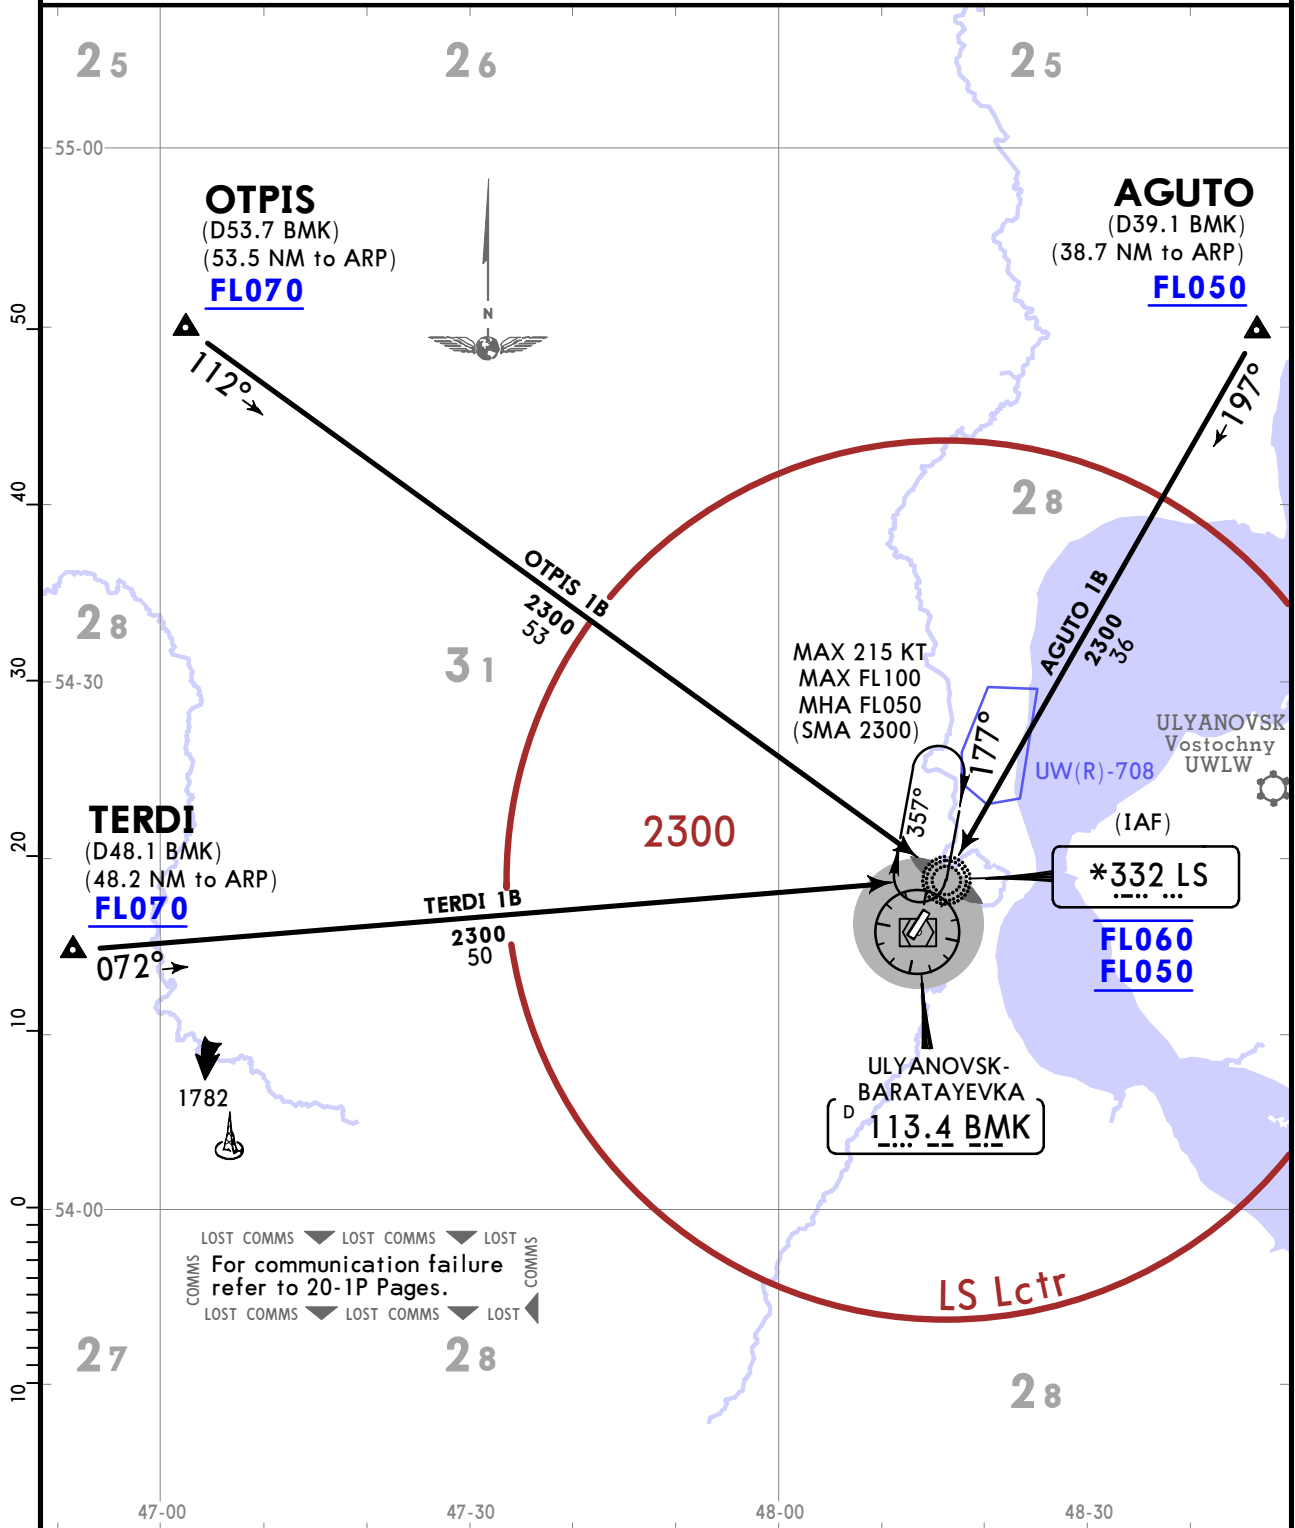 25
26
25
55-00
OTPIS
(D53.7 BMK)
(53.5 NM to ARP)
FL070
AGUTO
(D39.1 BMK)
(38.7 NM to ARP)
FL050
N
112°
197°
50
40
30
20
10
0
10
28
OTPIS 1B
2300
53
AGUTO 1B
2300
36
28
31
54-30
MAX 215 KT
MAX FL100
MHA FL050
(SMA 2300)
177°
357°
UW(R)-708
ULYANOVSK
Vostochny
UWLW
2300
(IAF)
*332 LS
FL060
FL050
TERDI
(D48.1 BMK)
(48.2 NM to ARP)
FL070
072°
TERDI 1B
2300
50
1782
ULYANOVSK-
BARATAYEVKA
D 113.4 BMK
54-00
LOST COMMS LOST COMMS LOST
COMMS
For communication failure
refer to 20-1P Pages.
COMMS
LOST COMMS LOST COMMS LOST
LS Lctr
27
28
28
47-00
47-30
48-00
48-30